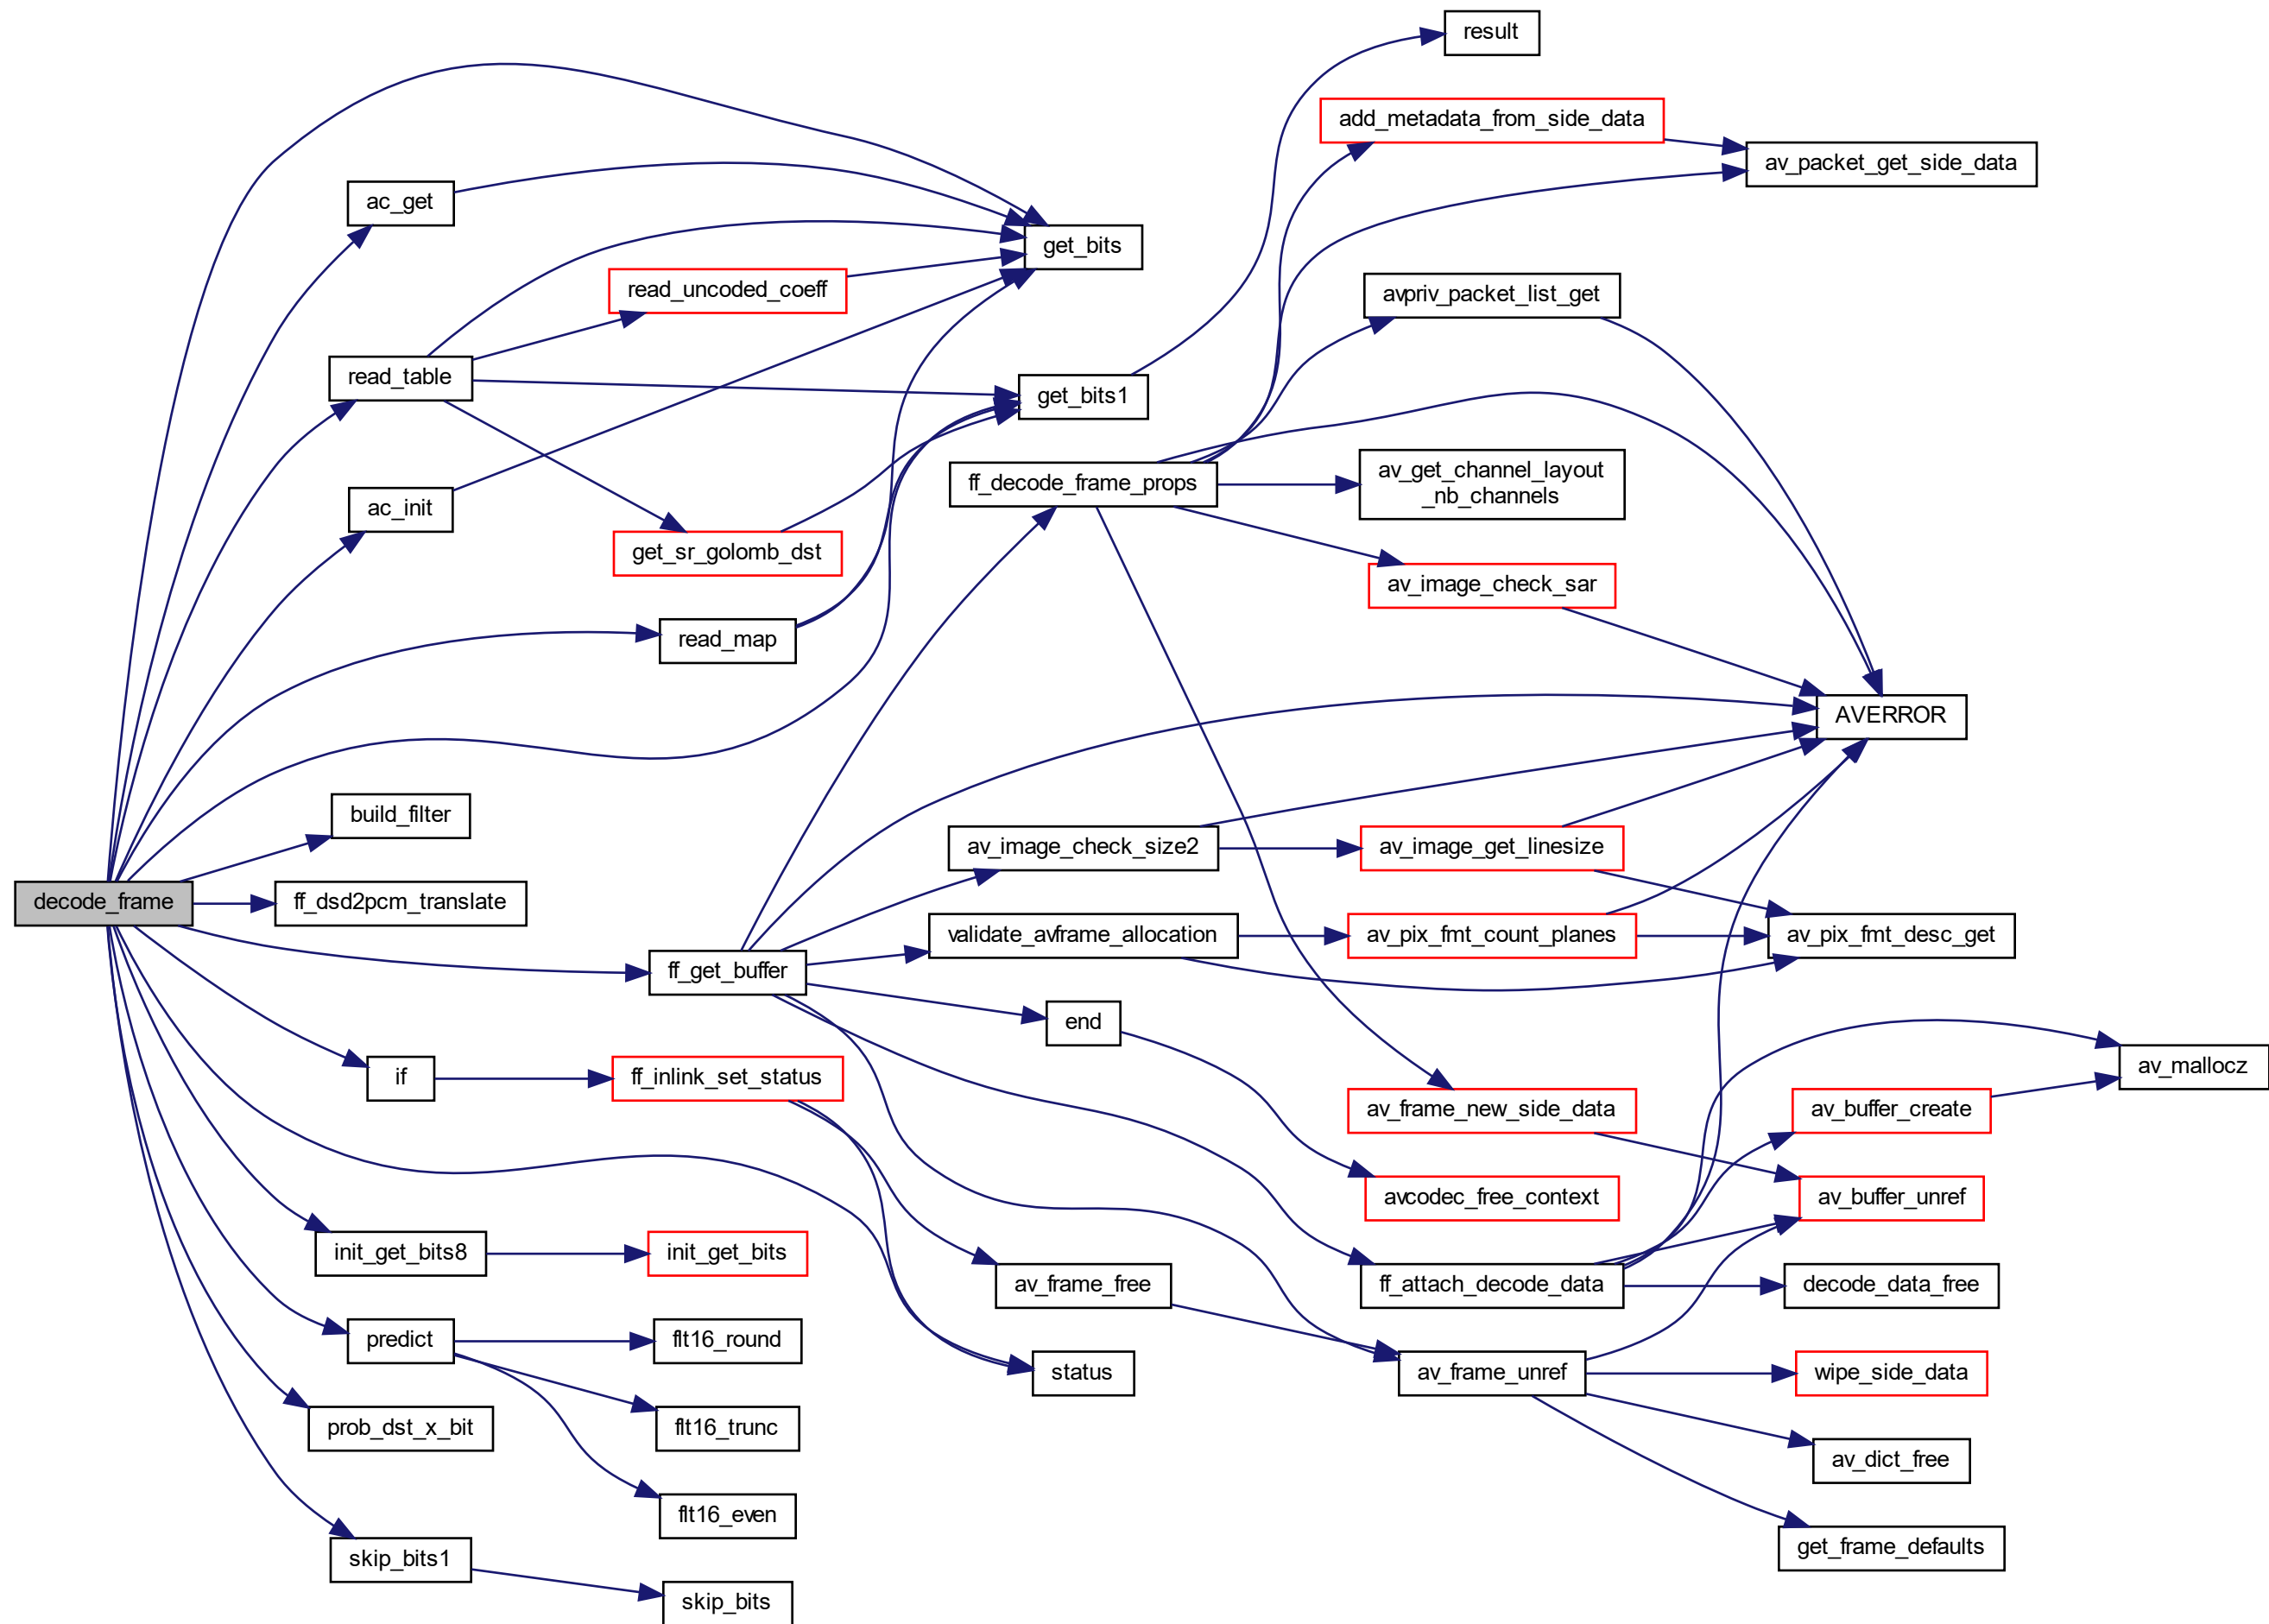 result
add_metadata_from_side_data
av_packet_get_side_data
ac_get
get_bits
read_uncoded_coeff
avpriv_packet_list_get
read_table
get_bits1
ff_decode_frame_props
av_get_channel_layout
_nb_channels
ac_init
get_sr_golomb_dst
av_image_check_sar
read_map
AVERROR
build_filter
av_image_check_size2
av_image_get_linesize
decode_frame
ff_dsd2pcm_translate
validate_avframe_allocation
av_pix_fmt_count_planes
av_pix_fmt_desc_get
ff_get_buffer
end
av_mallocz
if
ff_inlink_set_status
av_frame_new_side_data
av_buffer_create
avcodec_free_context
av_buffer_unref
init_get_bits8
init_get_bits
av_frame_free
ff_attach_decode_data
decode_data_free
predict
flt16_round
status
av_frame_unref
wipe_side_data
prob_dst_x_bit
flt16_trunc
av_dict_free
flt16_even
get_frame_defaults
skip_bits1
skip_bits